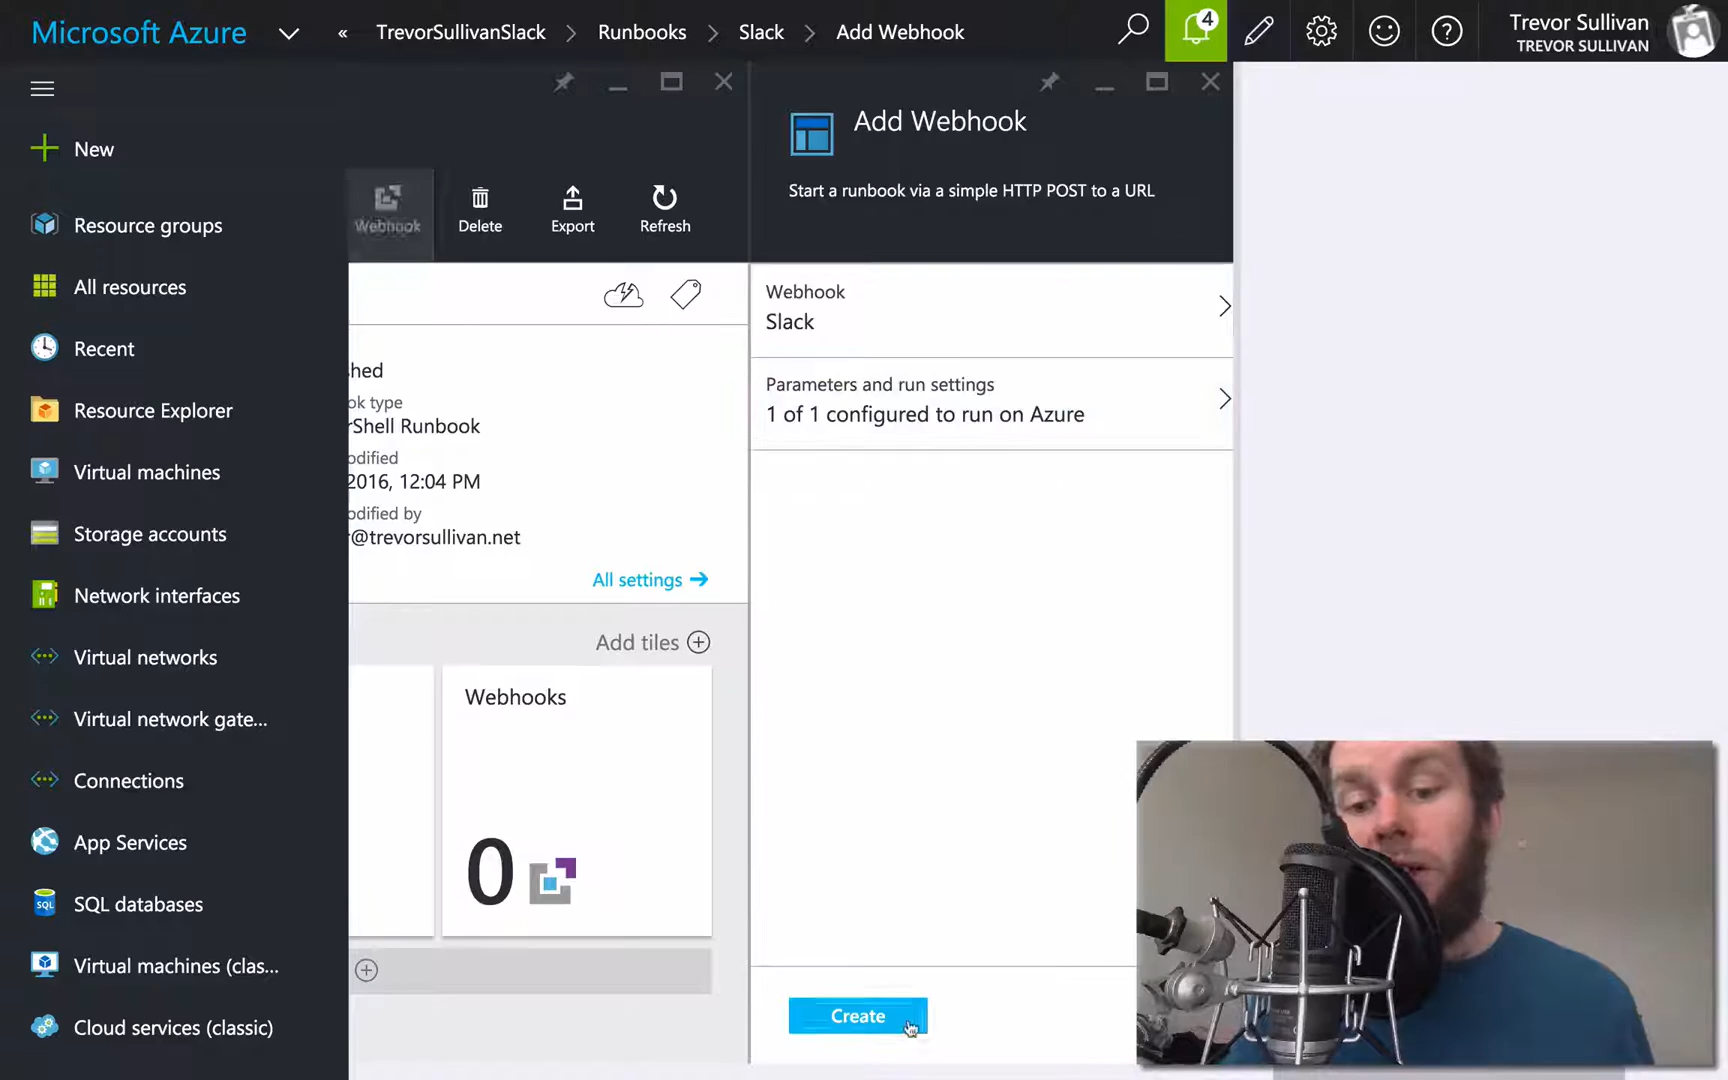 Microsoft Azure
«
TrevorSullivanSlack
Runbooks
Slack
Add Webhook
4
Trevor Sullivan
TREVOR SULLIVAN
New
Resource groups
All resources
Recent
Resource Explorer
Virtual machines
Storage accounts
Network interfaces
Virtual networks
Virtual network gate...
Connections
App Services
SQL databases
Virtual machines (clas...
Cloud services (classic)
Webhook
Delete
Export
Refresh
hed
ok type
rShell Runbook
odified
2016, 12:04 PM
odified by
r@trevorsullivan.net
All settings
Add tiles
Webhooks
0
Add Webhook
Start a runbook via a simple HTTP POST to a URL
Webhook
Slack
Parameters and run settings
1 of 1 configured to run on Azure
Create